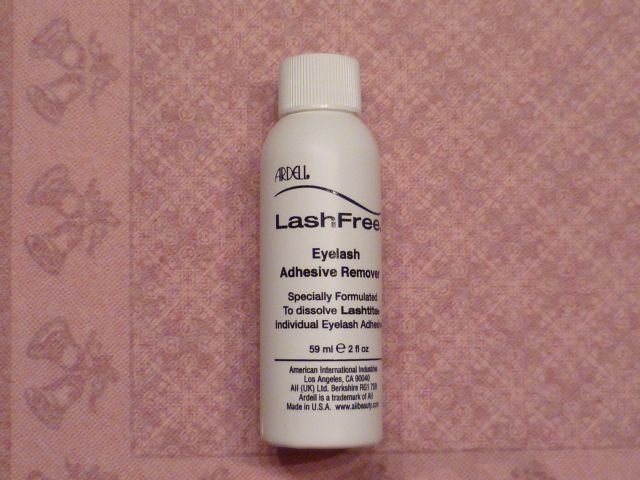 ARDELL®
LashFree®
Eyelash
Adhesive Remover
Specially Formulated
To dissolve Lashtite®
Individual Eyelash Adhesive
59 ml ℮ 2 fl oz
American International Industries
Los Angeles, CA 90040
AII (UK) Ltd. Berkshire RG1 7SR
Ardell is a trademark of AII
Made in U.S.A. www.aiibeauty.com